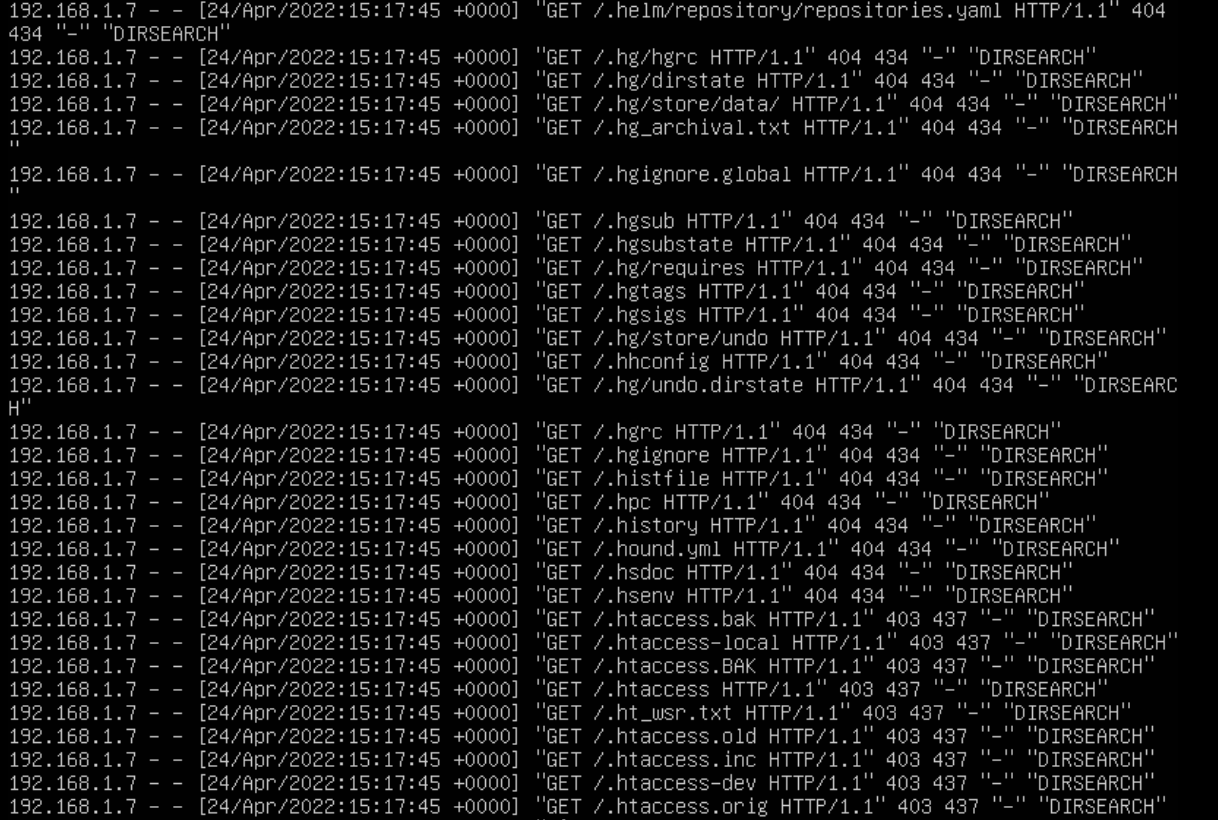 192.168.1.7 - - [24/Apr/2022:15:17:45 +0000] "GET /.helm/repository/repositories.yaml HTTP/1.1" 404
434 "-" "DIRSEARCH"
192.168.1.7 - - [24/Apr/2022:15:17:45 +0000] "GET /.hg/hgrc HTTP/1.1" 404 434 "-" "DIRSEARCH"
192.168.1.7 - - [24/Apr/2022:15:17:45 +0000] "GET /.hg/dirstate HTTP/1.1" 404 434 "-" "DIRSEARCH"
192.168.1.7 - - [24/Apr/2022:15:17:45 +0000] "GET /.hg/store/data/ HTTP/1.1" 404 434 "-" "DIRSEARCH"
192.168.1.7 - - [24/Apr/2022:15:17:45 +0000] "GET /.hg_archival.txt HTTP/1.1" 404 434 "-" "DIRSEARCH
"
192.168.1.7 - - [24/Apr/2022:15:17:45 +0000] "GET /.hgignore.global HTTP/1.1" 404 434 "-" "DIRSEARCH
"
192.168.1.7 - - [24/Apr/2022:15:17:45 +0000] "GET /.hgsub HTTP/1.1" 404 434 "-" "DIRSEARCH"
192.168.1.7 - - [24/Apr/2022:15:17:45 +0000] "GET /.hgsubstate HTTP/1.1" 404 434 "-" "DIRSEARCH"
192.168.1.7 - - [24/Apr/2022:15:17:45 +0000] "GET /.hg/requires HTTP/1.1" 404 434 "-" "DIRSEARCH"
192.168.1.7 - - [24/Apr/2022:15:17:45 +0000] "GET /.hgtags HTTP/1.1" 404 434 "-" "DIRSEARCH"
192.168.1.7 - - [24/Apr/2022:15:17:45 +0000] "GET /.hgsigs HTTP/1.1" 404 434 "-" "DIRSEARCH"
192.168.1.7 - - [24/Apr/2022:15:17:45 +0000] "GET /.hg/store/undo HTTP/1.1" 404 434 "-" "DIRSEARCH"
192.168.1.7 - - [24/Apr/2022:15:17:45 +0000] "GET /.hhconfig HTTP/1.1" 404 434 "-" "DIRSEARCH"
192.168.1.7 - - [24/Apr/2022:15:17:45 +0000] "GET /.hg/undo.dirstate HTTP/1.1" 404 434 "-" "DIRSEARC
H"
192.168.1.7 - - [24/Apr/2022:15:17:45 +0000] "GET /.hgrc HTTP/1.1" 404 434 "-" "DIRSEARCH"
192.168.1.7 - - [24/Apr/2022:15:17:45 +0000] "GET /.hgignore HTTP/1.1" 404 434 "-" "DIRSEARCH"
192.168.1.7 - - [24/Apr/2022:15:17:45 +0000] "GET /.histfile HTTP/1.1" 404 434 "-" "DIRSEARCH"
192.168.1.7 - - [24/Apr/2022:15:17:45 +0000] "GET /.hpc HTTP/1.1" 404 434 "-" "DIRSEARCH"
192.168.1.7 - - [24/Apr/2022:15:17:45 +0000] "GET /.history HTTP/1.1" 404 434 "-" "DIRSEARCH"
192.168.1.7 - - [24/Apr/2022:15:17:45 +0000] "GET /.hound.yml HTTP/1.1" 404 434 "-" "DIRSEARCH"
192.168.1.7 - - [24/Apr/2022:15:17:45 +0000] "GET /.hsdoc HTTP/1.1" 404 434 "-" "DIRSEARCH"
192.168.1.7 - - [24/Apr/2022:15:17:45 +0000] "GET /.hsenv HTTP/1.1" 404 434 "-" "DIRSEARCH"
192.168.1.7 - - [24/Apr/2022:15:17:45 +0000] "GET /.htaccess.bak HTTP/1.1" 403 437 "-" "DIRSEARCH"
192.168.1.7 - - [24/Apr/2022:15:17:45 +0000] "GET /.htaccess-local HTTP/1.1" 403 437 "-" "DIRSEARCH"
192.168.1.7 - - [24/Apr/2022:15:17:45 +0000] "GET /.htaccess.BAK HTTP/1.1" 403 437 "-" "DIRSEARCH"
192.168.1.7 - - [24/Apr/2022:15:17:45 +0000] "GET /.htaccess HTTP/1.1" 403 437 "-" "DIRSEARCH"
192.168.1.7 - - [24/Apr/2022:15:17:45 +0000] "GET /.ht_wsr.txt HTTP/1.1" 403 437 "-" "DIRSEARCH"
192.168.1.7 - - [24/Apr/2022:15:17:45 +0000] "GET /.htaccess.old HTTP/1.1" 403 437 "-" "DIRSEARCH"
192.168.1.7 - - [24/Apr/2022:15:17:45 +0000] "GET /.htaccess.inc HTTP/1.1" 403 437 "-" "DIRSEARCH"
192.168.1.7 - - [24/Apr/2022:15:17:45 +0000] "GET /.htaccess-dev HTTP/1.1" 403 437 "-" "DIRSEARCH"
192.168.1.7 - - [24/Apr/2022:15:17:45 +0000] "GET /.htaccess.orig HTTP/1.1" 403 437 "-" "DIRSEARCH"